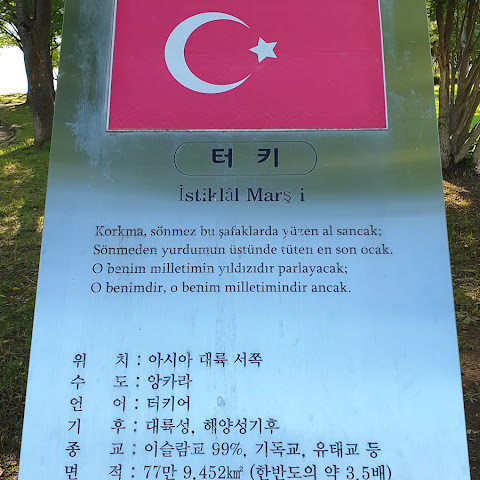 터 키
İstiklâl Marş i
Korkma, sönmez bu şafaklarda yüzen al sancak;
Sönmeden yurdumun üstünde tüten en son ocak.
O benim milletimin yıldızıdır parlayacak;
O benimdir, o benim milletimindir ancak.
위 치 : 아시아 대륙 서쪽
수 도 : 앙카라
언 어 : 터키어
기 후 : 대륙성, 해양성기후
종 교 : 이슬람교 99%, 기독교, 유태교 등
면 적 : 77만 9,452㎢ (한반도의 약 3.5배)